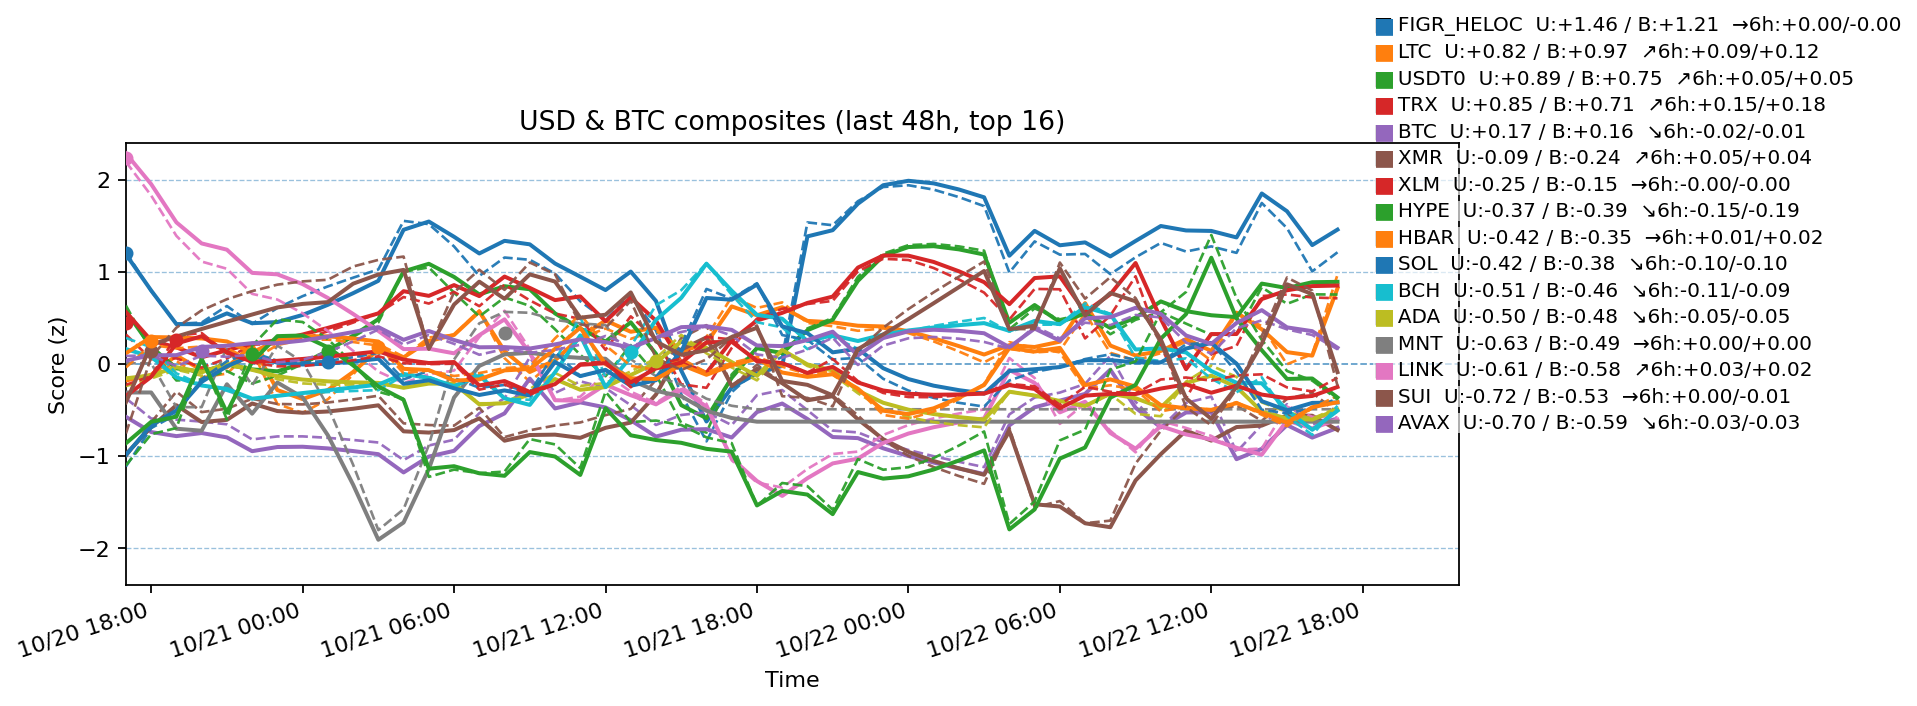 FIGR_HELOC  U:+1.46 / B:+1.21  →6h:+0.00/-0.00
LTC  U:+0.82 / B:+0.97  ↗6h:+0.09/+0.12
USDT0  U:+0.89 / B:+0.75  ↗6h:+0.05/+0.05
TRX  U:+0.85 / B:+0.71  ↗6h:+0.15/+0.18
BTC  U:+0.17 / B:+0.16  ↘6h:-0.02/-0.01
XMR  U:-0.09 / B:-0.24  ↗6h:+0.05/+0.04
XLM  U:-0.25 / B:-0.15  →6h:-0.00/-0.00
HYPE  U:-0.37 / B:-0.39  ↘6h:-0.15/-0.19
HBAR  U:-0.42 / B:-0.35  →6h:+0.01/+0.02
SOL  U:-0.42 / B:-0.38  ↘6h:-0.10/-0.10
BCH  U:-0.51 / B:-0.46  ↘6h:-0.11/-0.09
ADA  U:-0.50 / B:-0.48  ↘6h:-0.05/-0.05
MNT  U:-0.63 / B:-0.49  →6h:+0.00/+0.00
LINK  U:-0.61 / B:-0.58  ↗6h:+0.03/+0.02
SUI  U:-0.72 / B:-0.53  →6h:+0.00/-0.01
AVAX  U:-0.70 / B:-0.59  ↘6h:-0.03/-0.03
USD & BTC composites (last 48h, top 16)
Score (z)
2
1
0
−1
−2
10/20 18:00
10/21 00:00
10/21 06:00
10/21 12:00
10/21 18:00
10/22 00:00
10/22 06:00
10/22 12:00
10/22 18:00
Time